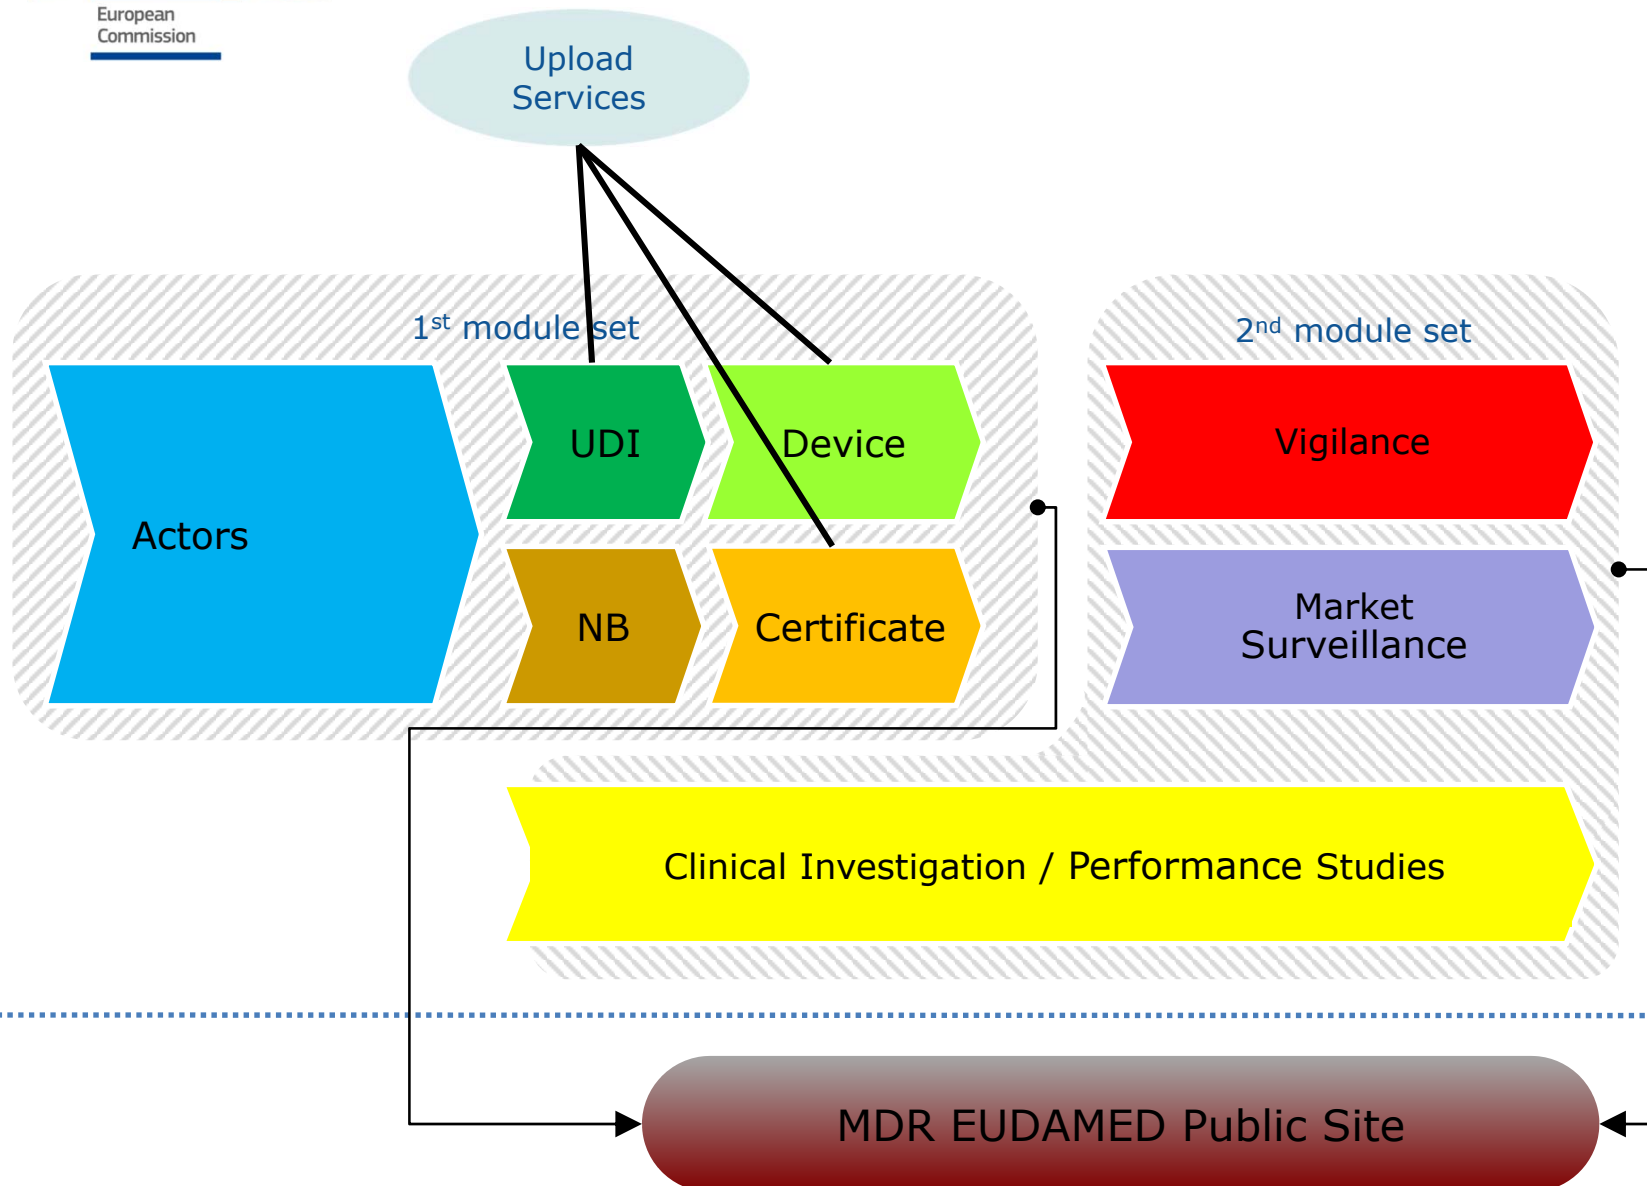 European
Commission
Upload
Services
1st module set
2nd module set
UDI
Device
Vigilance
Actors
NB
Certificate
Market
Surveillance
Clinical Investigation / Performance Studies
MDR EUDAMED Public Site